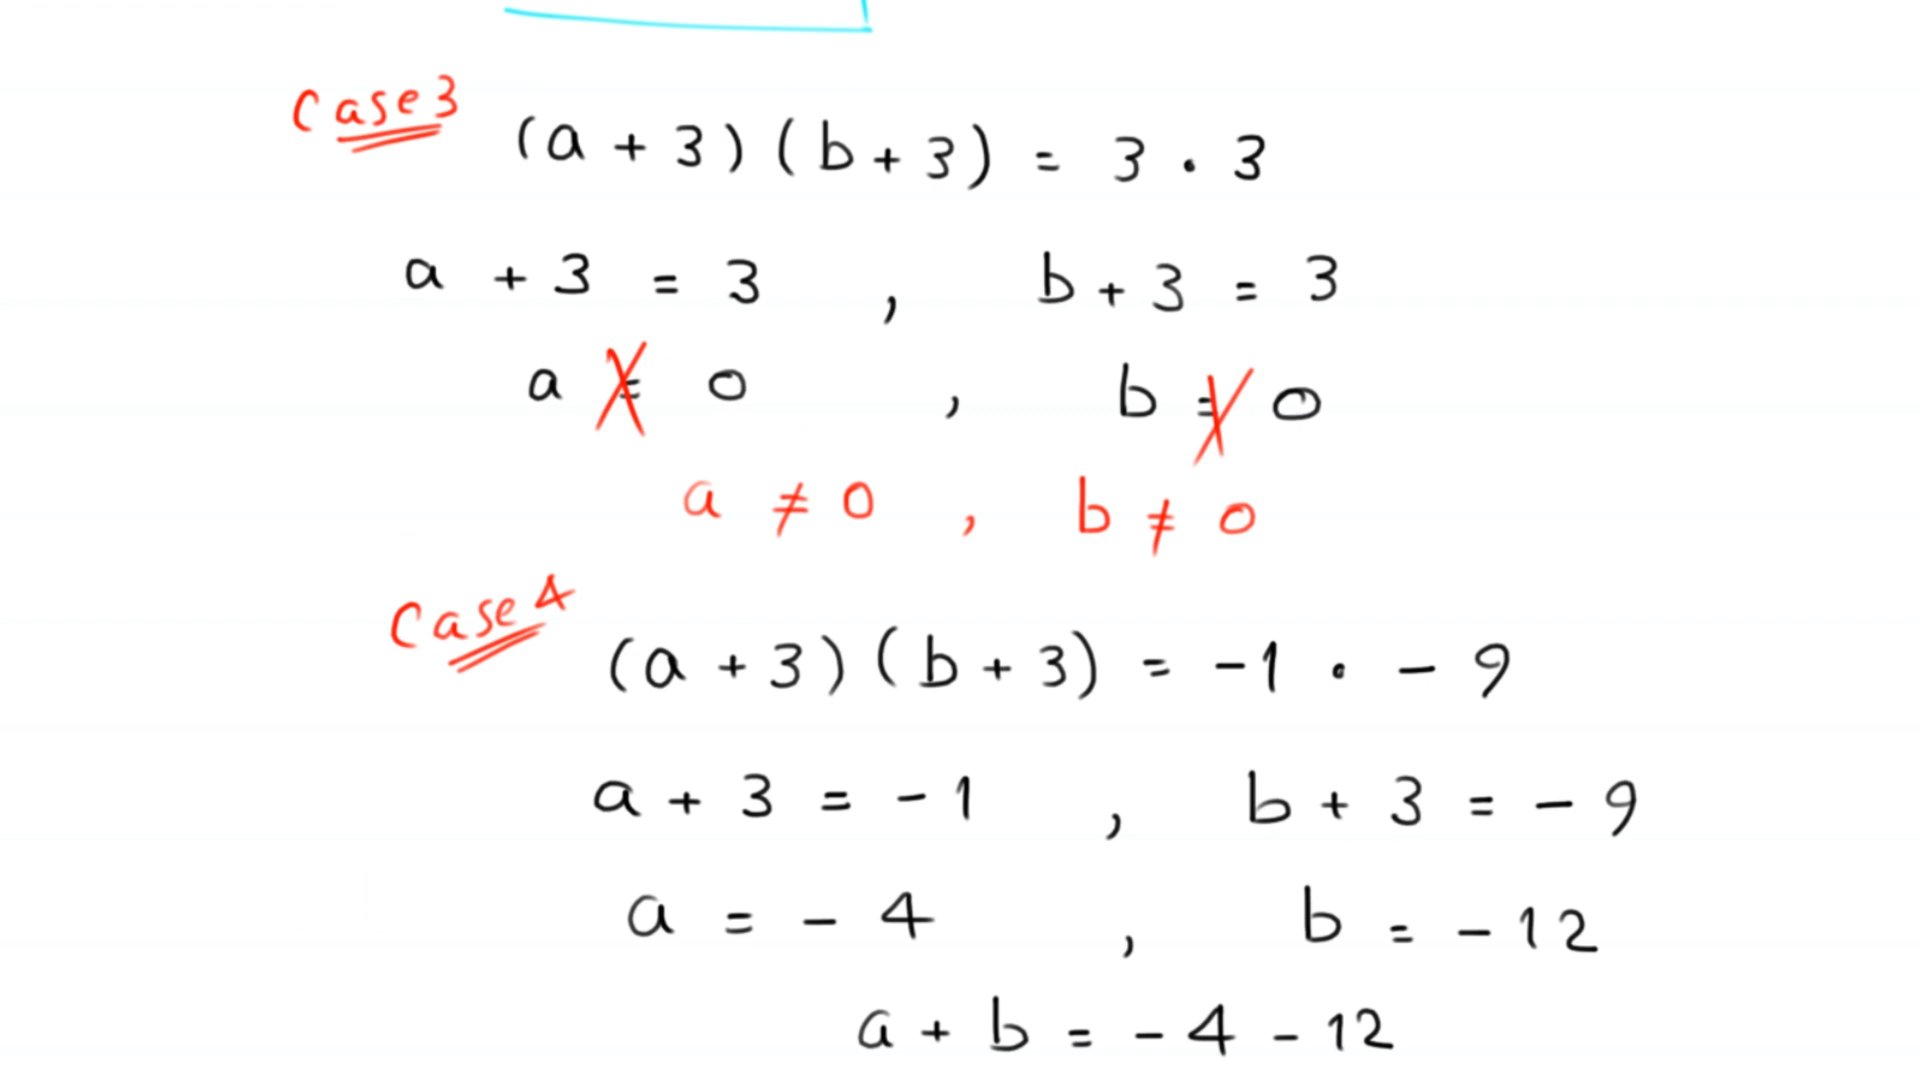 Case 3
(a + 3) (b + 3) = 3 · 3
a + 3 = 3 , b + 3 = 3
a = 0 , b = 0
a ≠ 0 , b ≠ 0
Case 4
(a + 3) (b + 3) = -1 · - 9
a + 3 = - 1 , b + 3 = - 9
a = - 4 , b = - 12
a + b = - 4 - 12